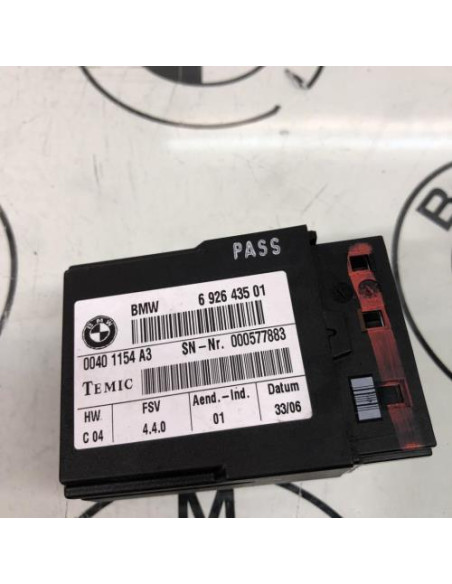 PASS
BMW 6 926 435 01
BMW
0040 1154 A3 SN-Nr. 000577883
TEMIC
HW. FSV Aend.-Ind. Datum
C 04 4.4.0 01 33/06